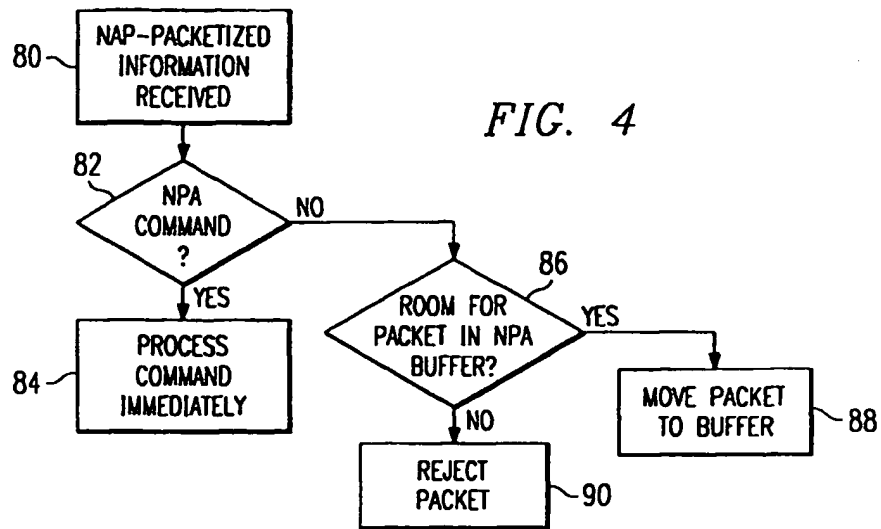 NAP-PACKETIZED
INFORMATION
RECEIVED
80
FIG. 4
82
NPA
COMMAND
?
NO
YES
86
ROOM FOR
PACKET IN NPA
BUFFER?
YES
PROCESS
COMMAND
IMMEDIATELY
84
MOVE PACKET
TO BUFFER
88
NO
REJECT
PACKET
90